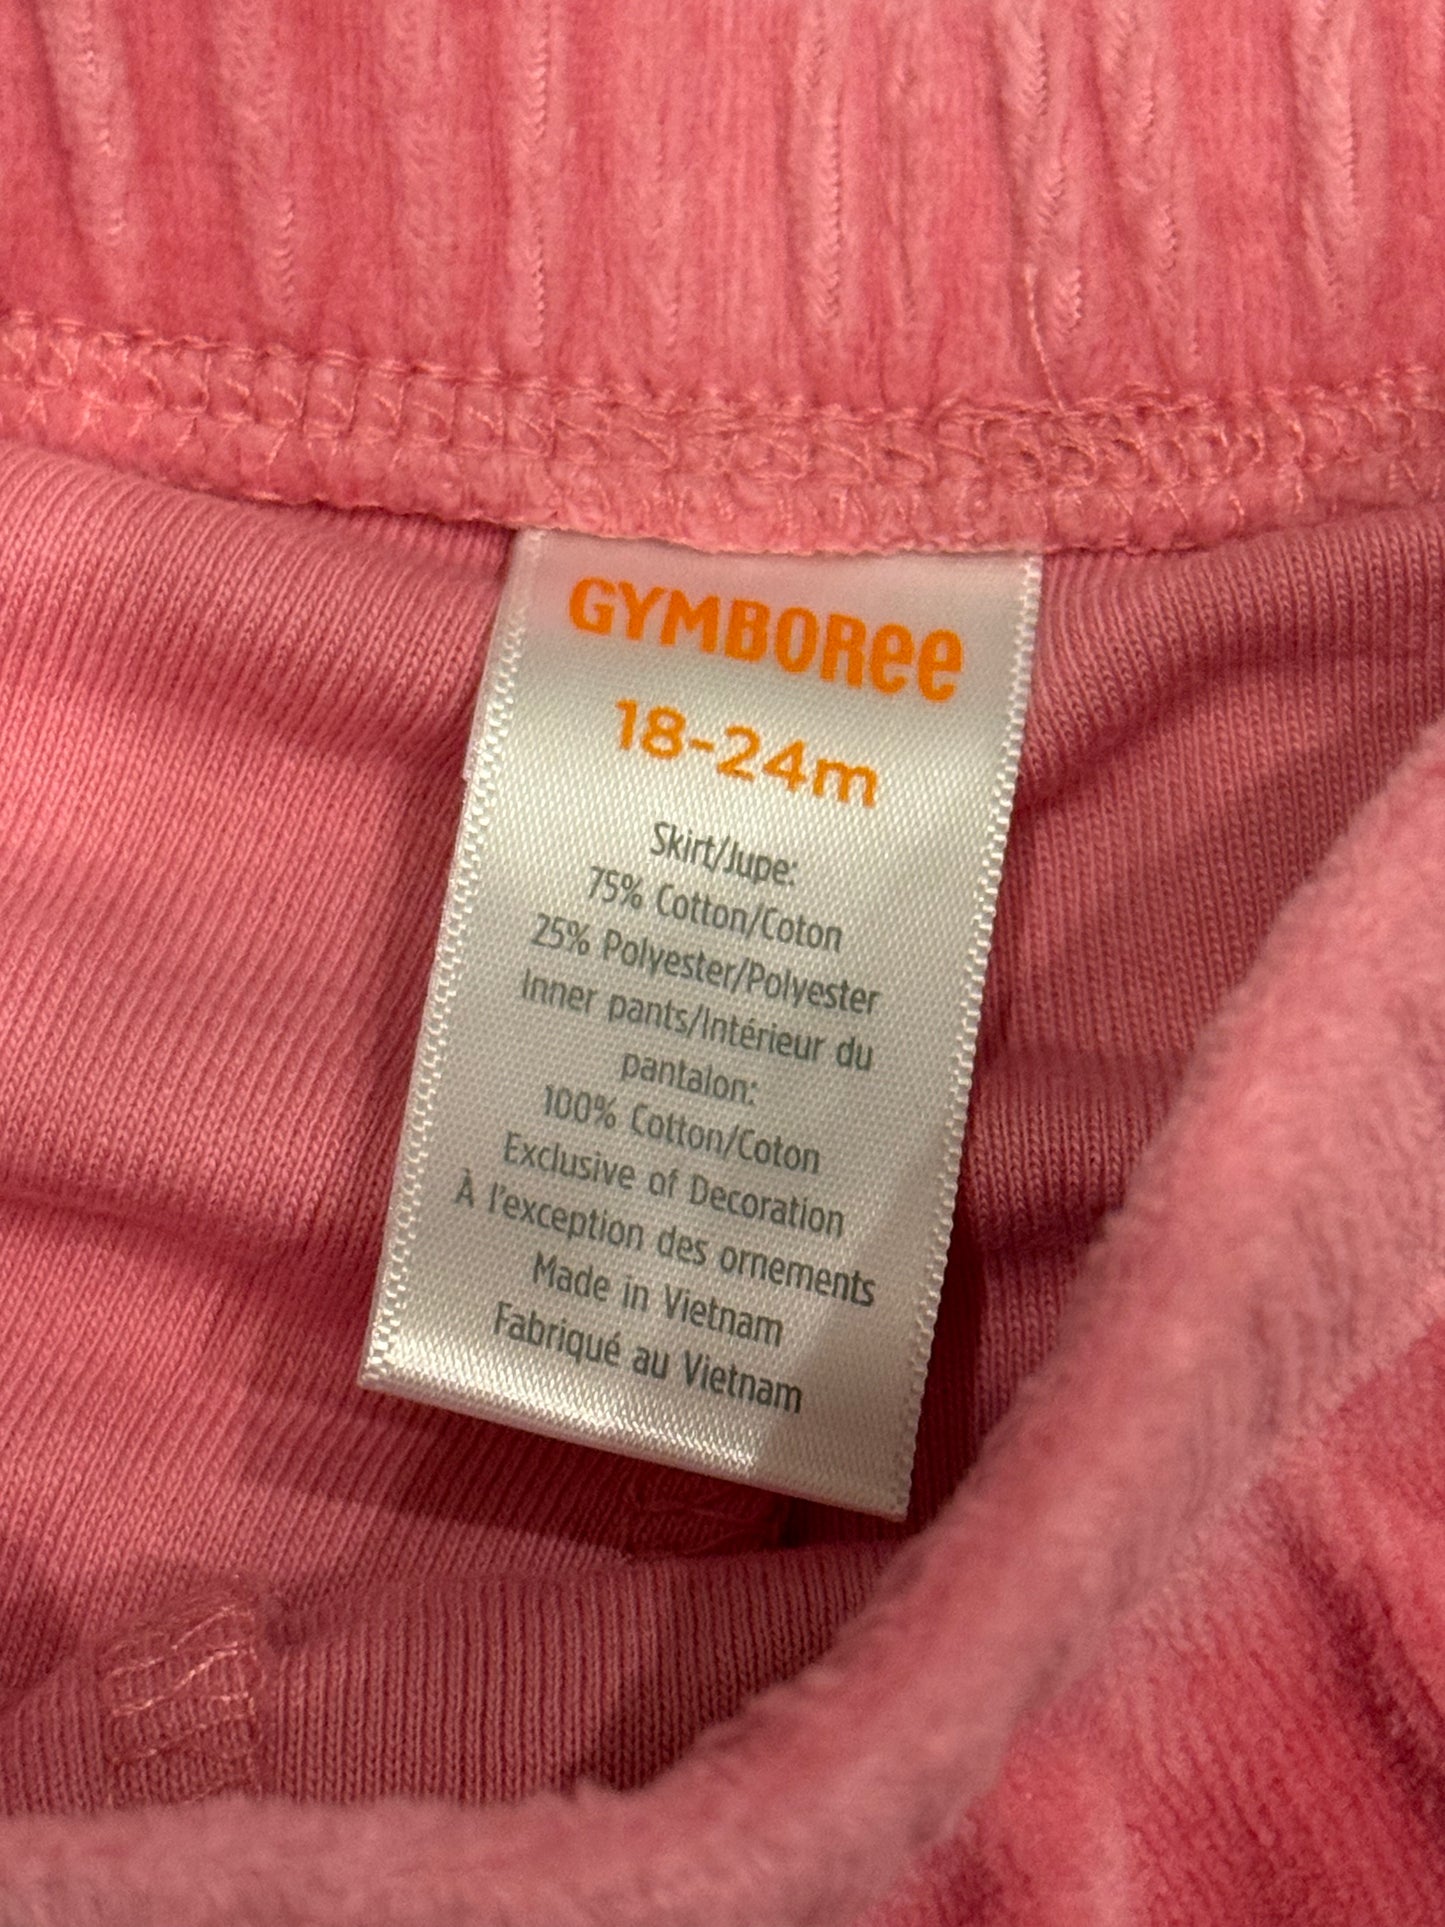 GYMBOREE
18-24m
Skirt/Jupe:
75% Cotton/Coton
25% Polyester/Polyester
Inner pants/Intérieur du
pantalon:
100% Cotton/Coton
Exclusive of Decoration
À l'exception des ornements
Made in Vietnam
Fabriqué au Vietnam